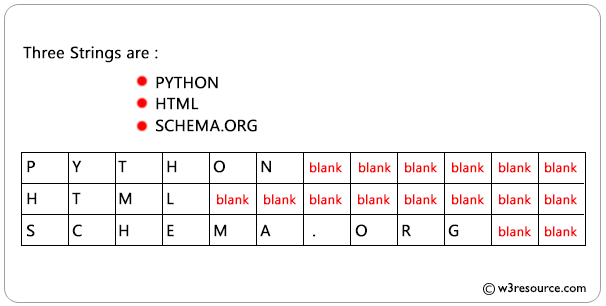 Three Strings are :
PYTHON
HTML
SCHEMA.ORG
P Y T H O N blank blank blank blank blank blank
H T M L blank blank blank blank blank blank blank blank
S C H E M A . O R G blank blank
© w3resource.com